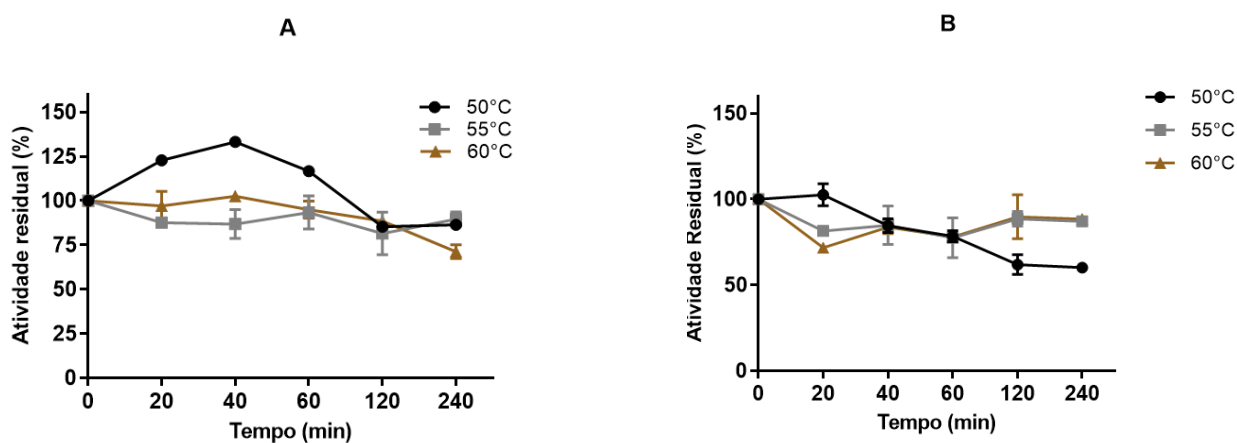 A
Atividade residual (%)
150
125
100
75
50
25
0
0 20 40 60 120 240
Tempo (min)
50°C
55°C
60°C
B
Atividade Residual (%)
150
100
50
0
0 20 40 60 120 240
Tempo (min)
50°C
55°C
60°C